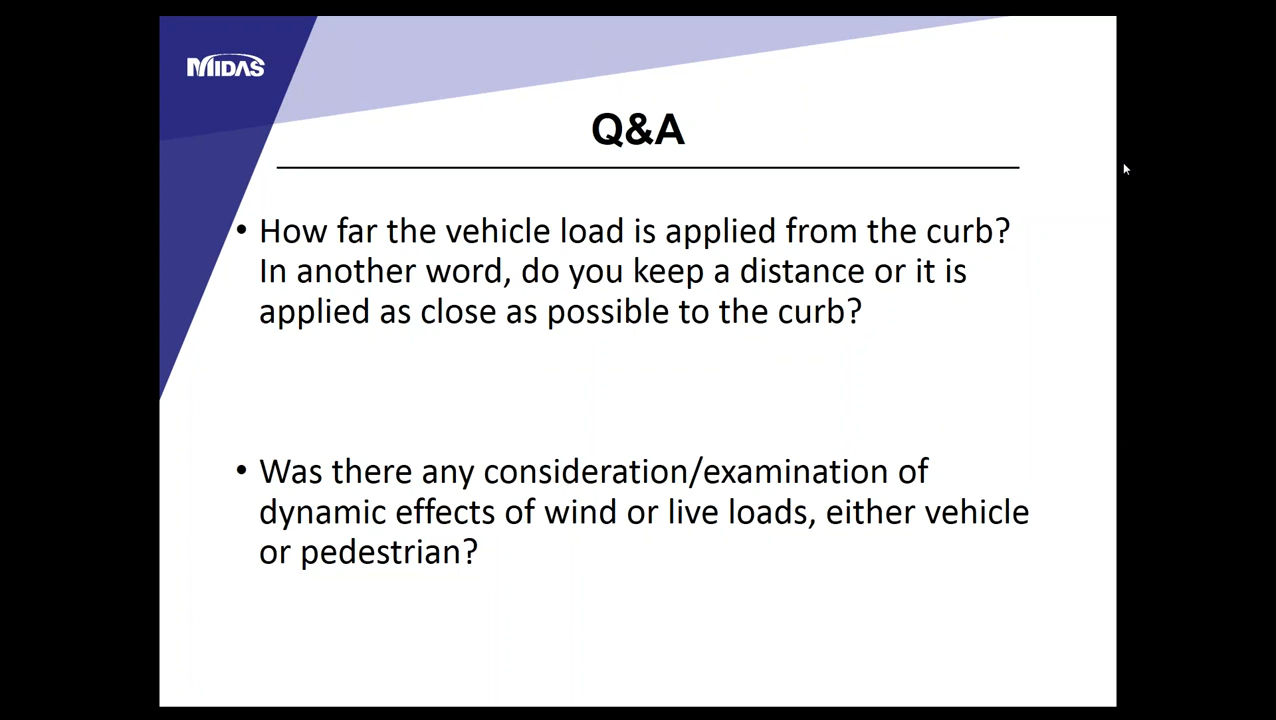 MIDAS
Q&A
• How far the vehicle load is applied from the curb?
In another word, do you keep a distance or it is
applied as close as possible to the curb?
• Was there any consideration/examination of
dynamic effects of wind or live loads, either vehicle
or pedestrian?